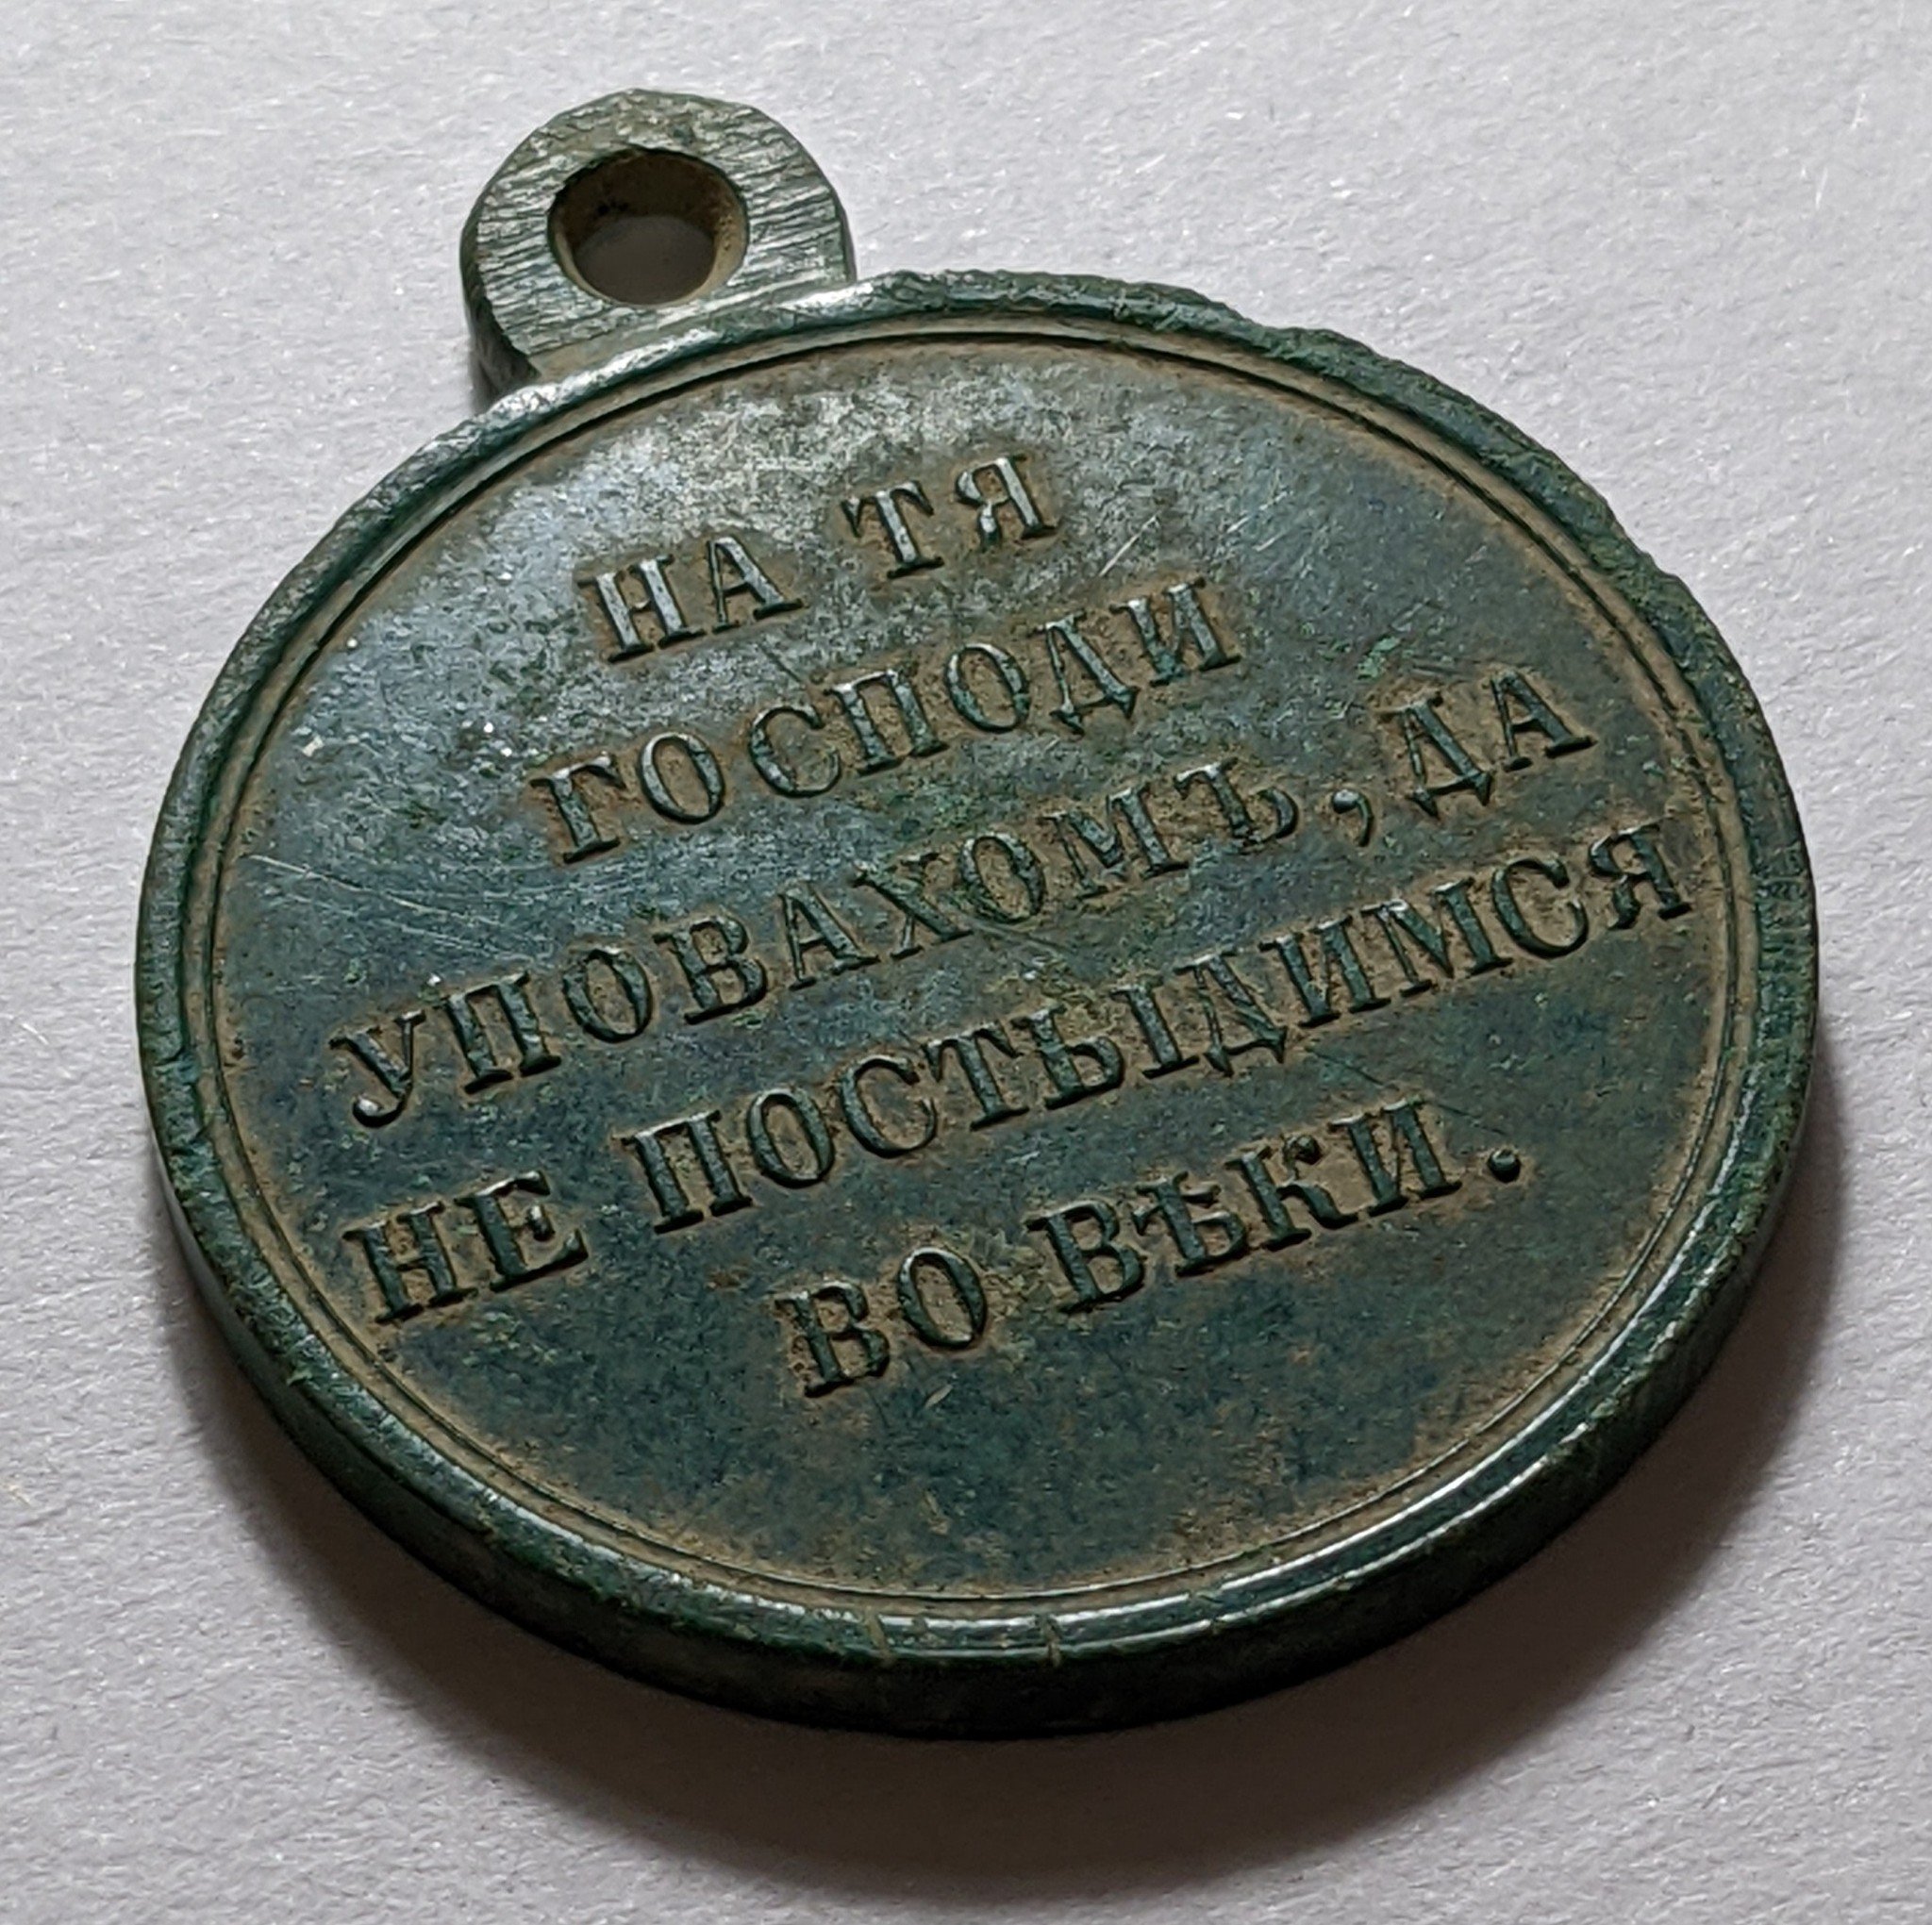 НА ТЯ
ГОСПОДИ
УПОВАХОМЪ, ДА
НЕ ПОСТЫДИМСЯ
ВО ВѢКИ.